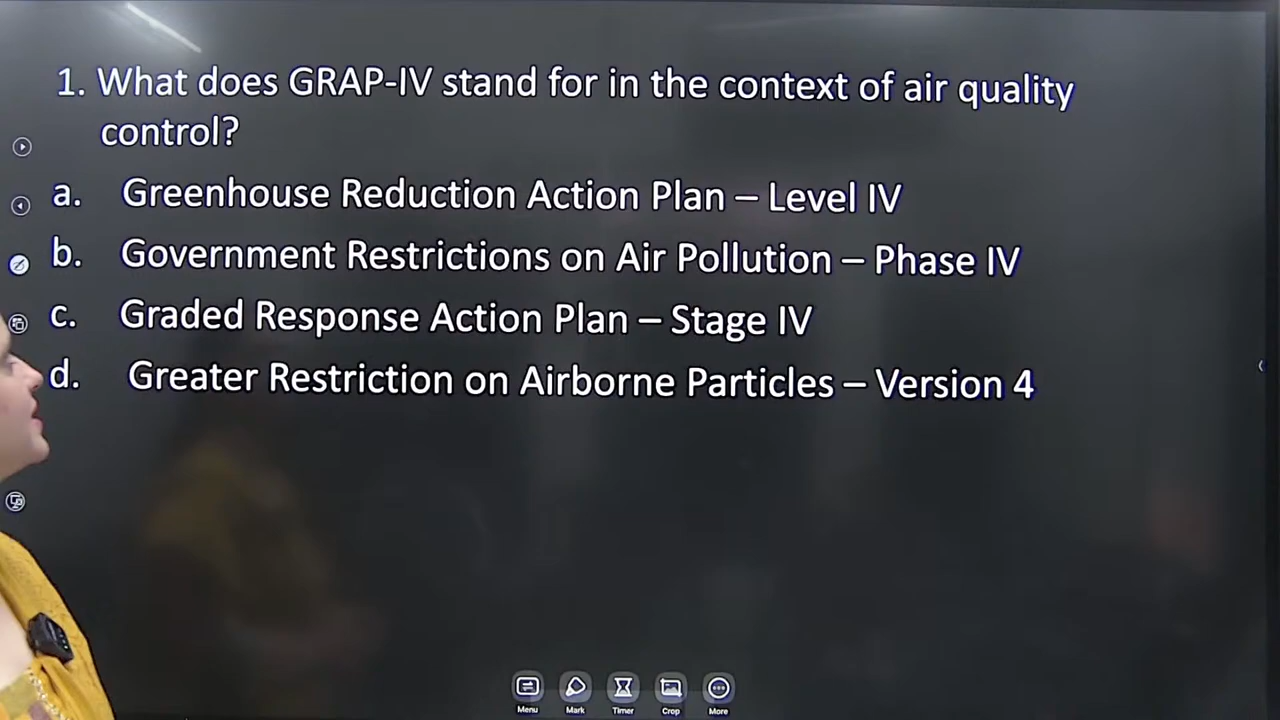 1. What does GRAP-IV stand for in the context of air quality
control?
a. Greenhouse Reduction Action Plan – Level IV
b. Government Restrictions on Air Pollution – Phase IV
c. Graded Response Action Plan – Stage IV
d. Greater Restriction on Airborne Particles – Version 4
Menu Mark Timer Crop More